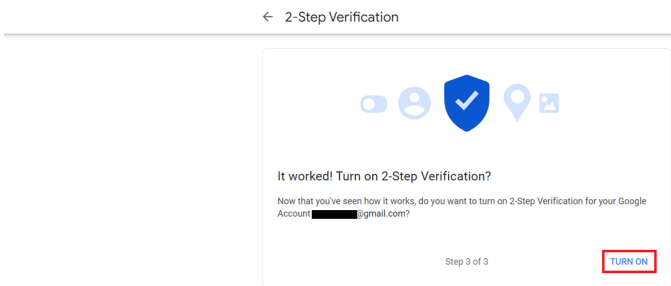 2-Step Verification
It worked! Turn on 2-Step Verification?
Now that you've seen how it works, do you want to turn on 2-Step Verification for your Google
Account @gmail.com?
Step 3 of 3
TURN ON